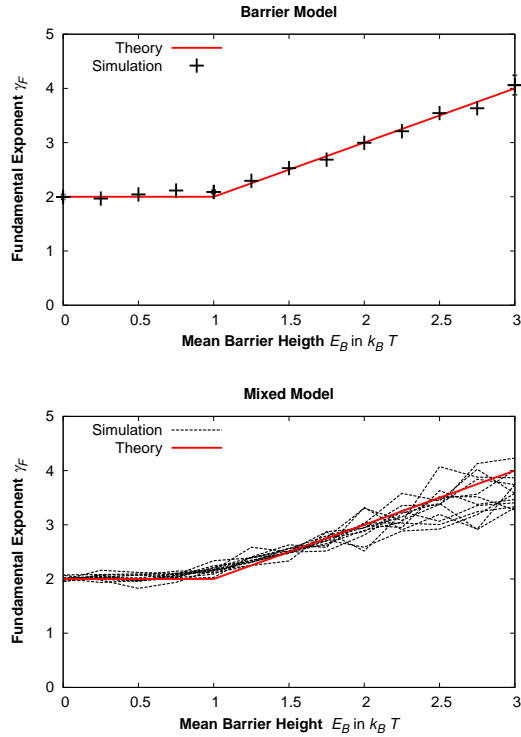 Barrier Model
5
4
3
2
1
0
0.5
1
1.5
2
2.5
3
Fundamental Exponent γF
Mean Barrier Heigth EB in kB T
Theory
Simulation
Mixed Model
5
4
3
2
1
0
0.5
1
1.5
2
2.5
3
Fundamental Exponent γF
Mean Barrier Height EB in kB T
Simulation
Theory